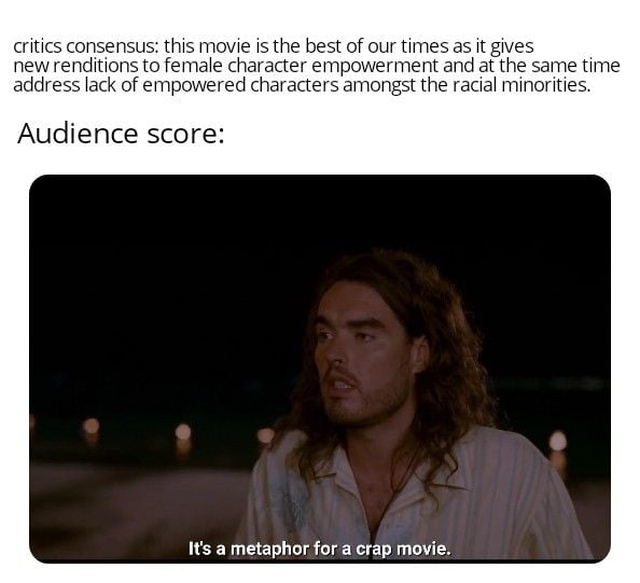 critics consensus: this movie is the best of our times as it gives
new renditions to female character empowerment and at the same time
address lack of empowered characters amongst the racial minorities.
Audience score:
It's a metaphor for a crap movie.